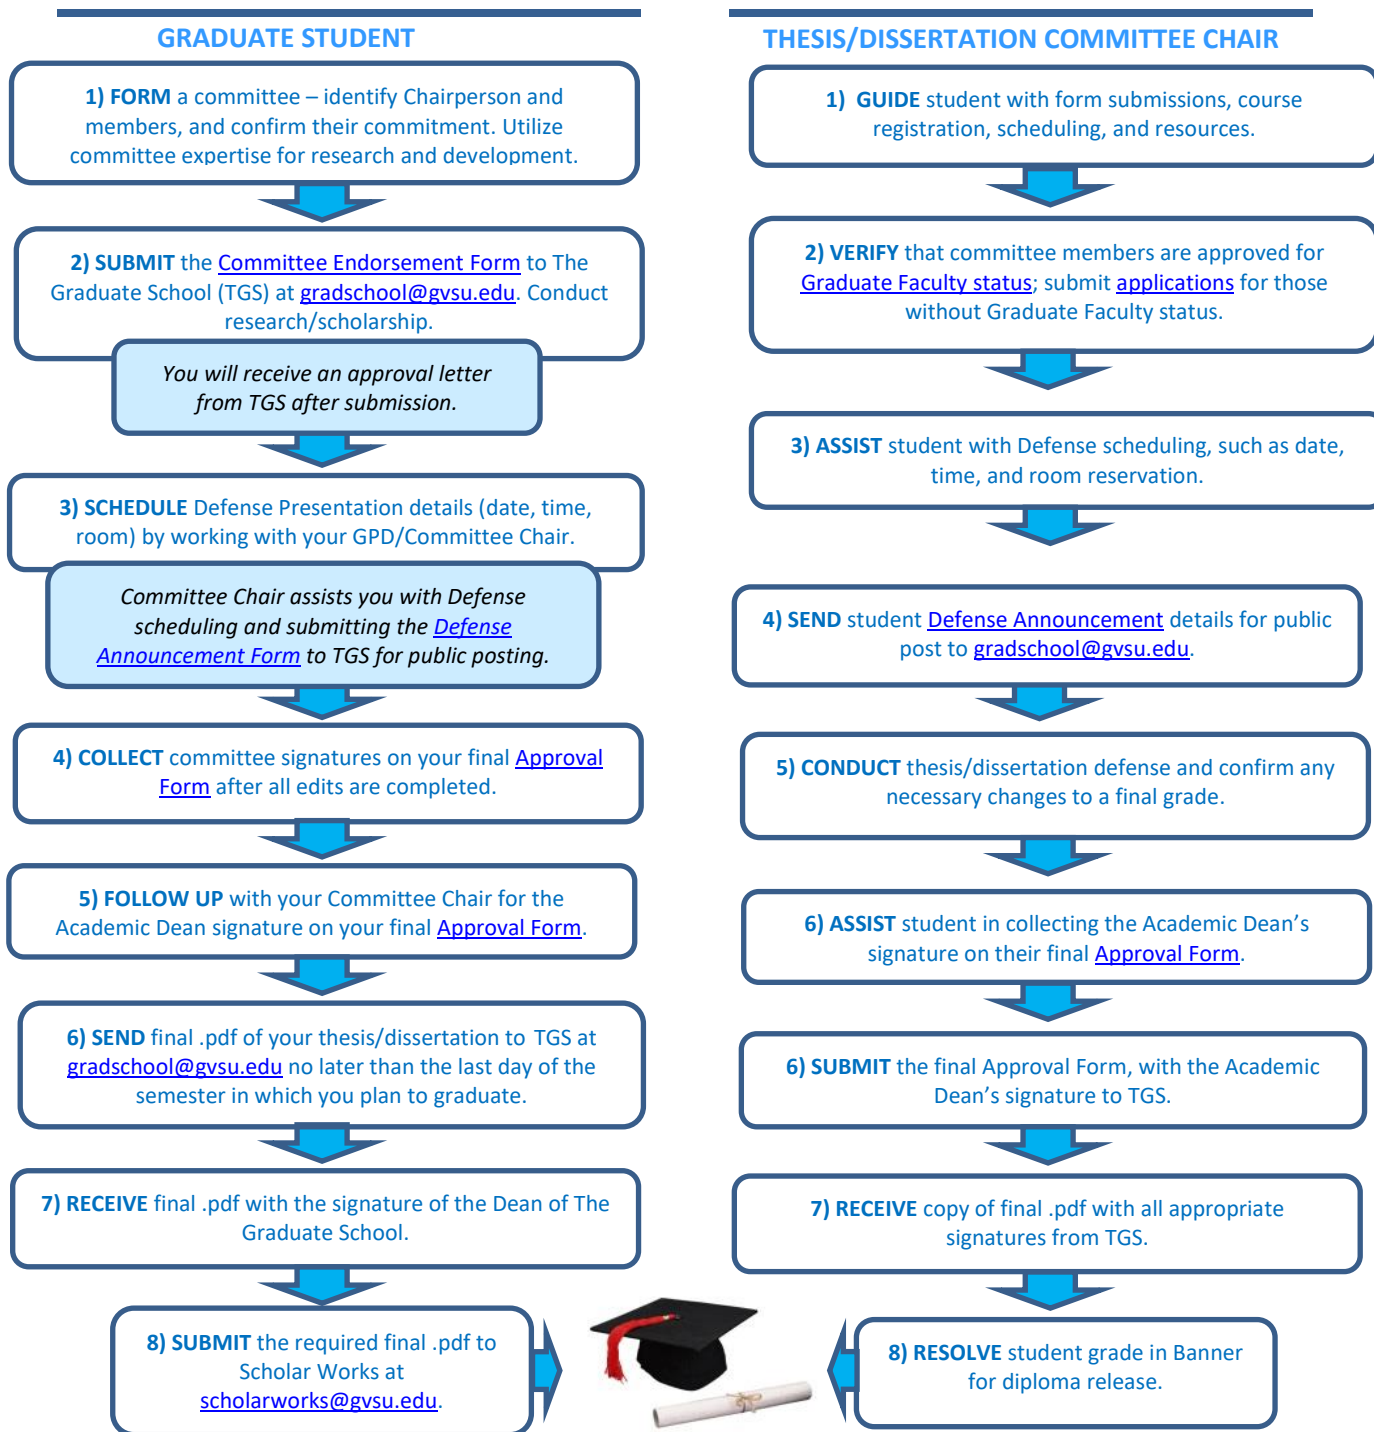 GRADUATE STUDENT
1) FORM a committee – identify Chairperson and
members, and confirm their commitment. Utilize
committee expertise for research and development.
2) SUBMIT the Committee Endorsement Form to The
Graduate School (TGS) at gradschool@gvsu.edu. Conduct
research/scholarship.
You will receive an approval letter
from TGS after submission.
3) SCHEDULE Defense Presentation details (date, time,
room) by working with your GPD/Committee Chair.
Committee Chair assists you with Defense
scheduling and submitting the Defense
Announcement Form to TGS for public posting.
4) COLLECT committee signatures on your final Approval
Form after all edits are completed.
5) FOLLOW UP with your Committee Chair for the
Academic Dean signature on your final Approval Form.
6) SEND final .pdf of your thesis/dissertation to TGS at
gradschool@gvsu.edu no later than the last day of the
semester in which you plan to graduate.
7) RECEIVE final .pdf with the signature of the Dean of The
Graduate School.
8) SUBMIT the required final .pdf to
Scholar Works at
scholarworks@gvsu.edu.
THESIS/DISSERTATION COMMITTEE CHAIR
1) GUIDE student with form submissions, course
registration, scheduling, and resources.
2) VERIFY that committee members are approved for
Graduate Faculty status; submit applications for those
without Graduate Faculty status.
3) ASSIST student with Defense scheduling, such as date,
time, and room reservation.
4) SEND student Defense Announcement details for public
post to gradschool@gvsu.edu.
5) CONDUCT thesis/dissertation defense and confirm any
necessary changes to a final grade.
6) ASSIST student in collecting the Academic Dean's
signature on their final Approval Form.
6) SUBMIT the final Approval Form, with the Academic
Dean's signature to TGS.
7) RECEIVE copy of final .pdf with all appropriate
signatures from TGS.
8) RESOLVE student grade in Banner
for diploma release.